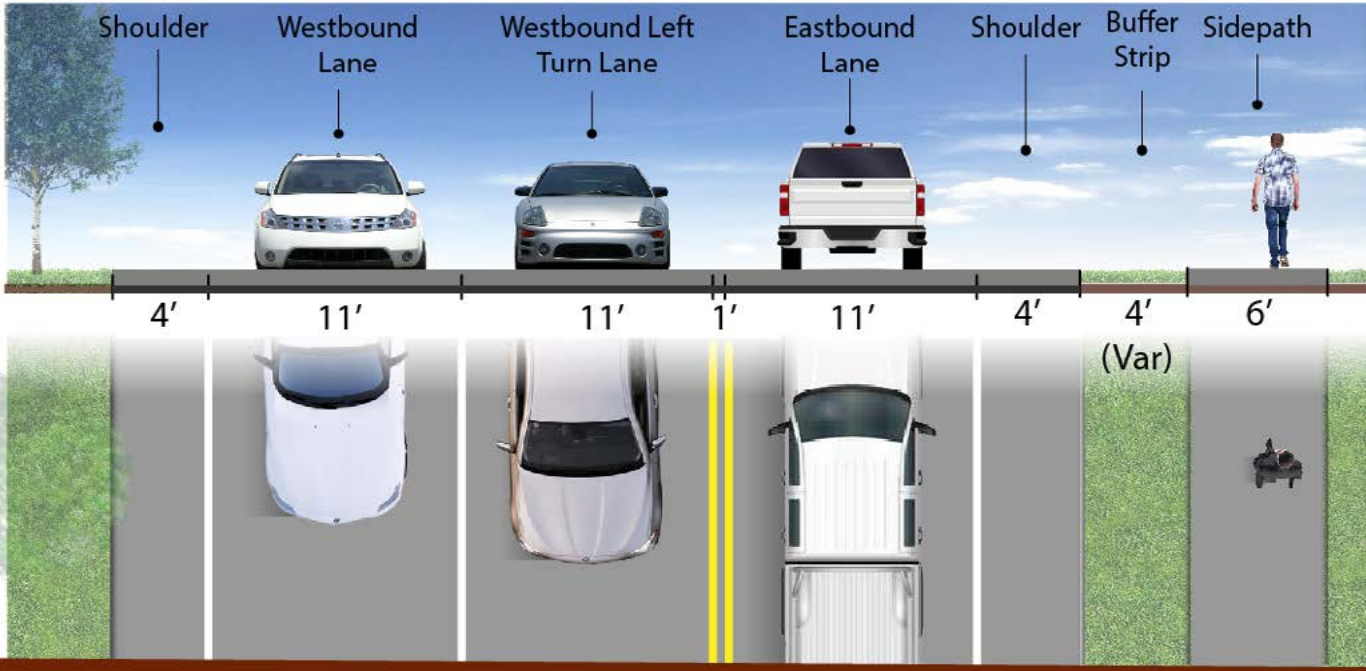 Shoulder
Westbound
Lane
Westbound Left
Turn Lane
Eastbound
Lane
Shoulder
Buffer
Strip
Sidepath
4’
11’
11’
1’
11’
4’
4’
(Var)
6’